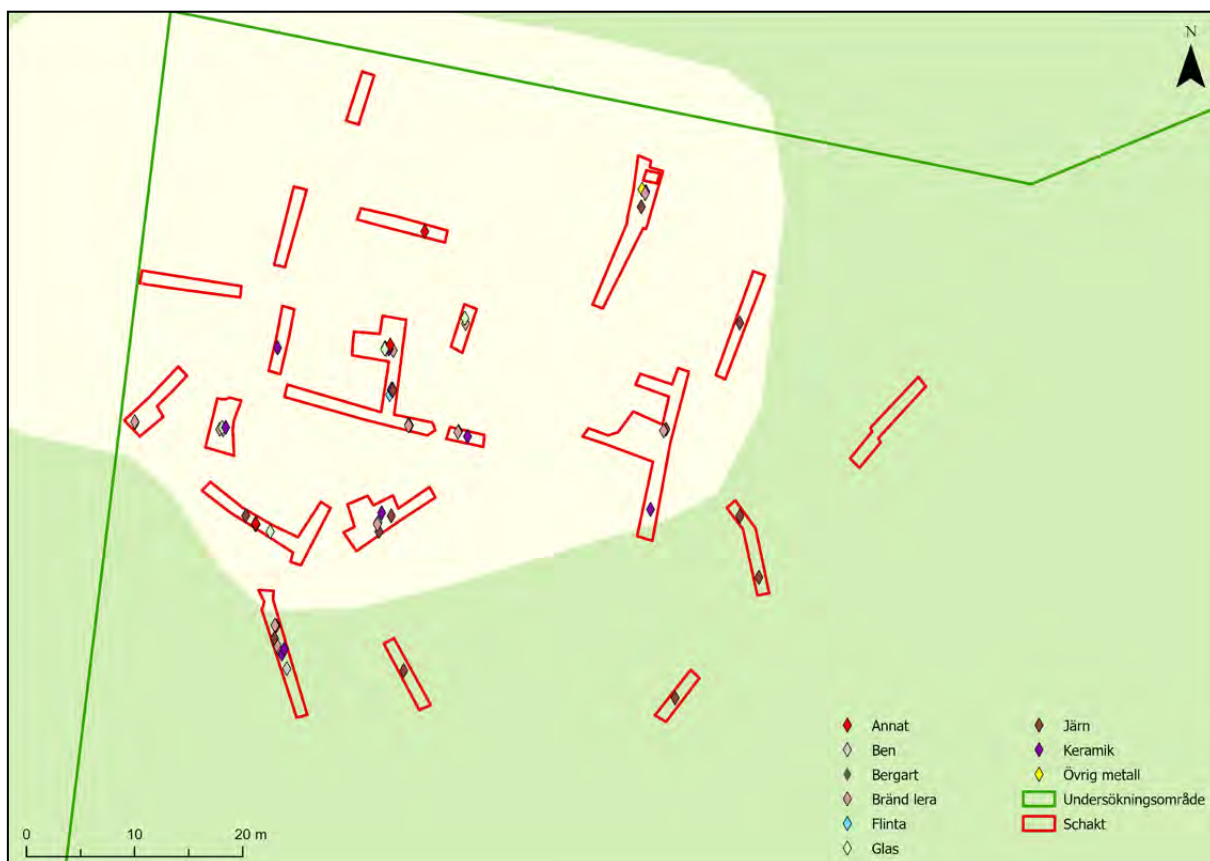 N
Annat
Ben
Bergart
Bränd lera
Flinta
Glas
Järn
Keramik
Övrig metall
Undersökningsområde
Schakt
0 10 20 m